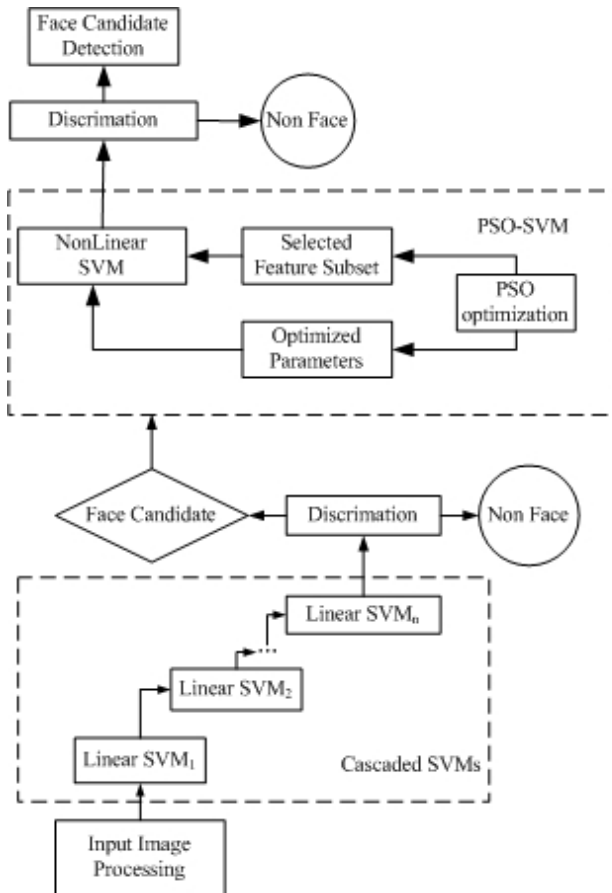 Face Candidate
Detection
Discrimation
Non Face
PSO-SVM
NonLinear
SVM
Selected
Feature Subset
PSO
optimization
Optimized
Parameters
Face Candidate
Discrimation
Non Face
Linear SVMₙ
...
Linear SVM₂
Linear SVM₁
Cascaded SVMs
Input Image
Processing